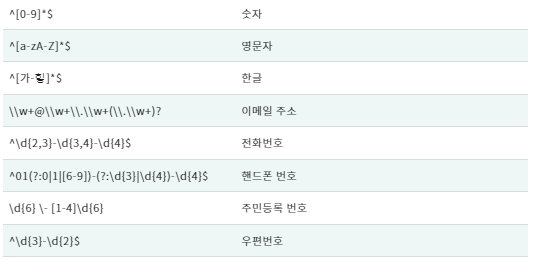 ^[0-9]*$ 숫자
^[a-zA-Z]*$ 영문자
^[가-힣]*$ 한글
\\w+@\\w+\\.\\w+(\\.\\w+)? 이메일 주소
^\d{2,3}-\d{3,4}-\d{4}$ 전화번호
^01(?:0|1|[6-9])-(?:\d{3}|\d{4})-\d{4}$ 핸드폰 번호
\d{6} \- [1-4]\d{6} 주민등록 번호
^\d{3}-\d{2}$ 우편번호